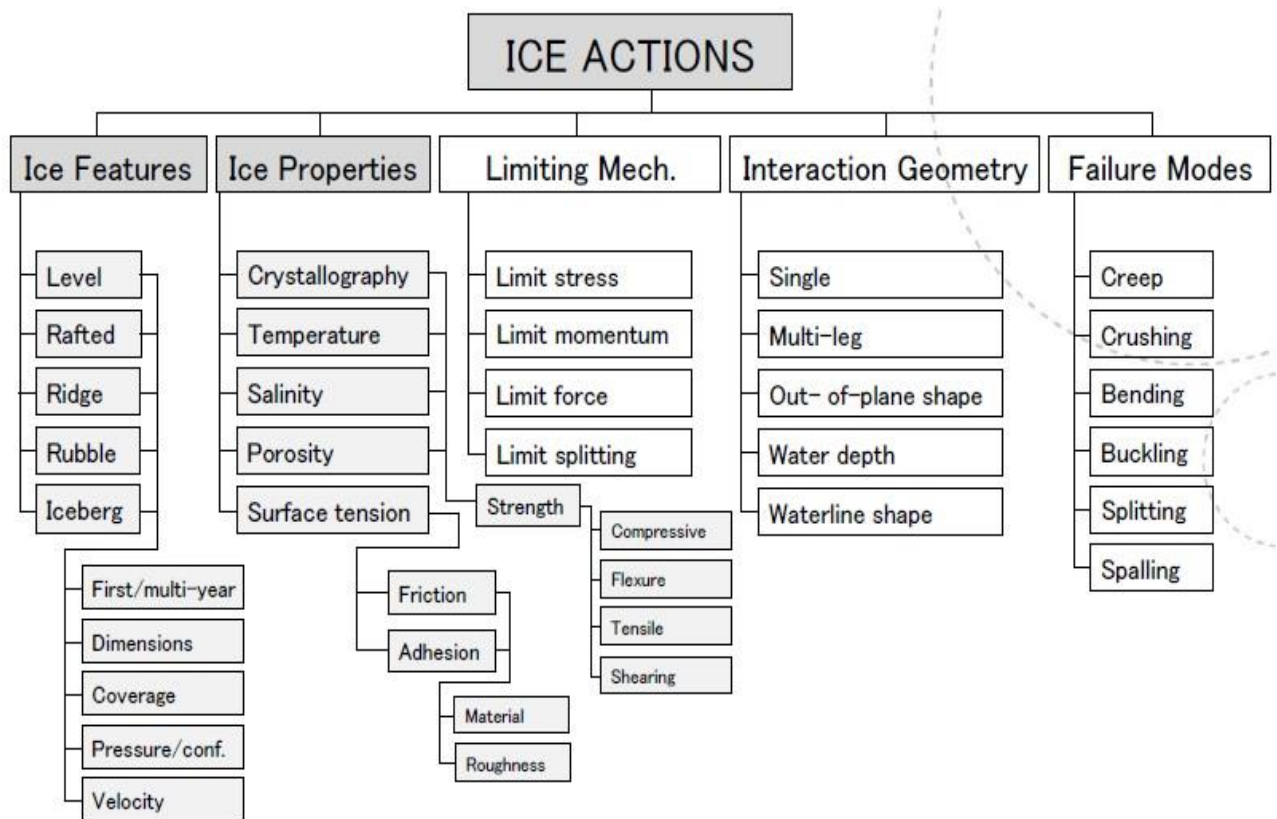 ICE ACTIONS
Ice Features
Ice Properties
Limiting Mech.
Interaction Geometry
Failure Modes
Level
Rafted
Ridge
Rubble
Iceberg
First/multi-year
Dimensions
Coverage
Pressure/conf.
Velocity
Crystallography
Temperature
Salinity
Porosity
Surface tension
Friction
Adhesion
Material
Roughness
Strength
Compressive
Flexure
Tensile
Shearing
Limit stress
Limit momentum
Limit force
Limit splitting
Single
Multi-leg
Out- of-plane shape
Water depth
Waterline shape
Creep
Crushing
Bending
Buckling
Splitting
Spalling